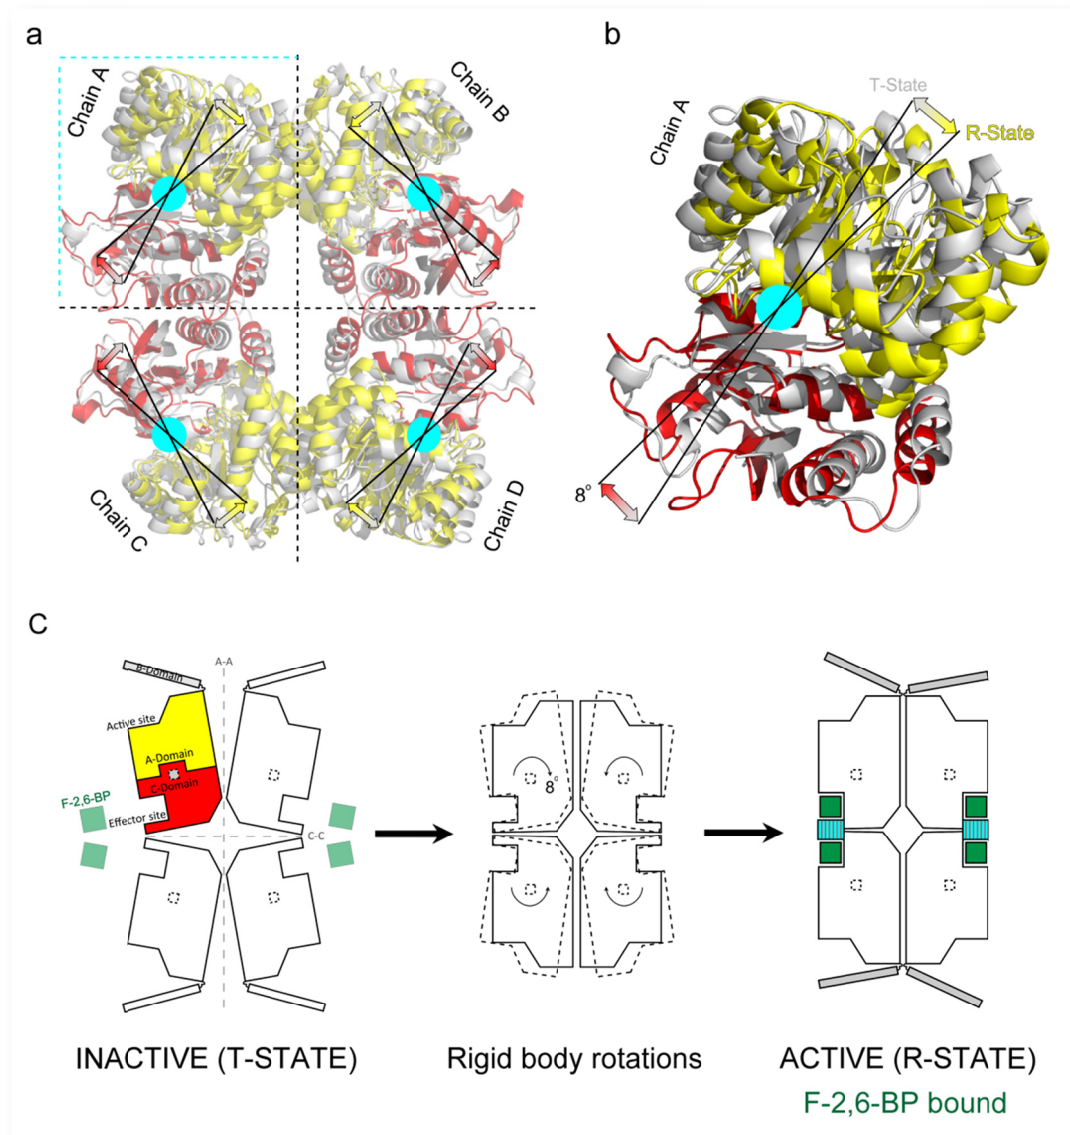 a
Chain A
Chain B
Chain C
Chain D
b
Chain A
T-State
R-State
8°
C
B-Domain
A-A
Active site
A-Domain
C-Domain
F-2,6-BP
Effector site
C-C
8°
INACTIVE (T-STATE)
Rigid body rotations
ACTIVE (R-STATE)
F-2,6-BP bound